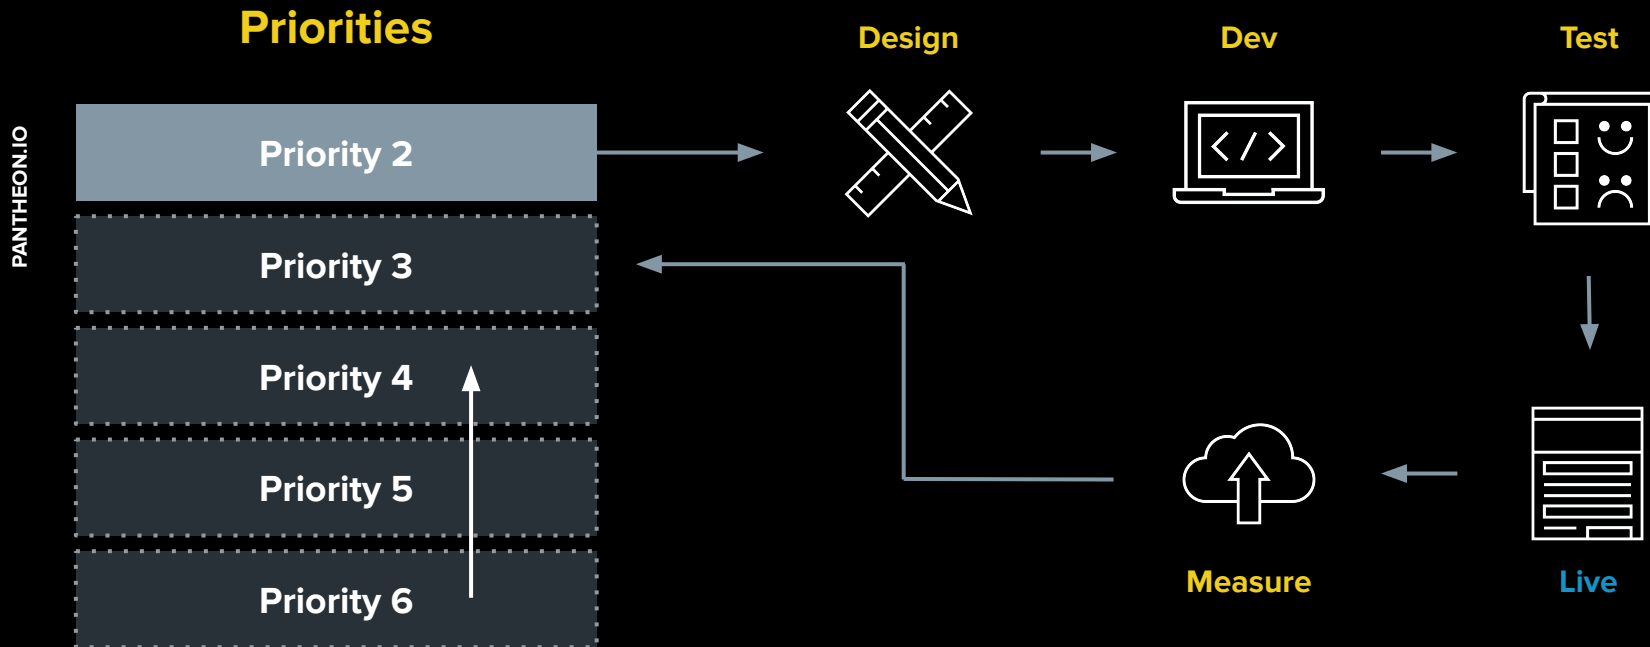 Priorities
Design
Dev
Test
PANTHEON.IO
Priority 2
</>
Priority 3
Priority 4
Priority 5
Priority 6
Measure
Live